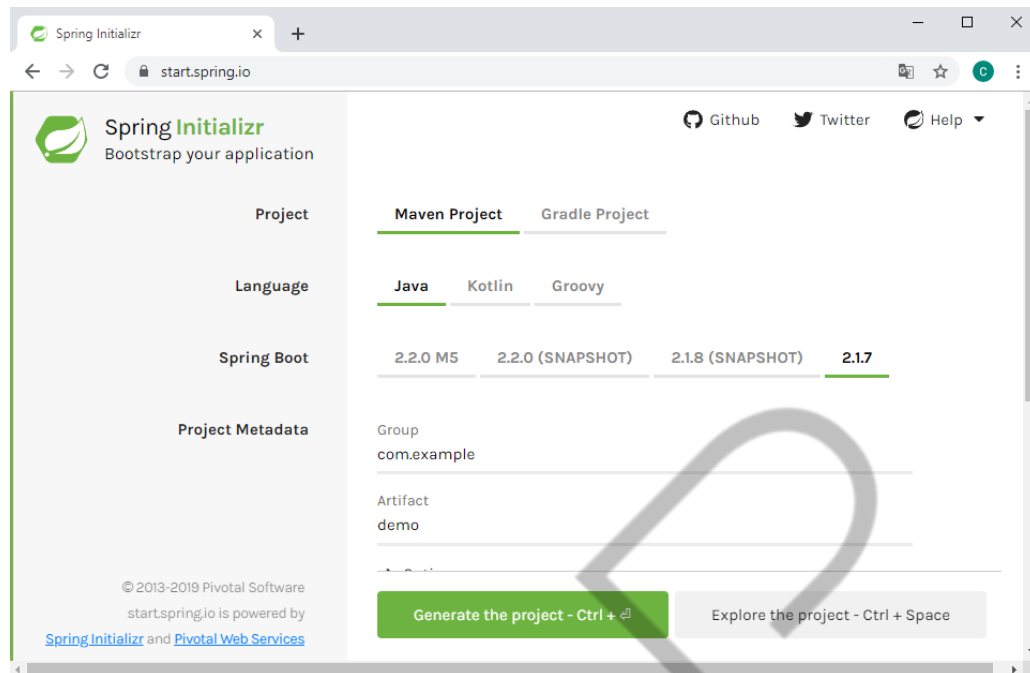 Spring Initializr
start.spring.io
C
Spring Initializr
Bootstrap your application
Github Twitter Help
Project Maven Project Gradle Project
Language Java Kotlin Groovy
Spring Boot 2.2.0 M5 2.2.0 (SNAPSHOT) 2.1.8 (SNAPSHOT) 2.1.7
Project Metadata Group
com.example
Artifact
demo
© 2013-2019 Pivotal Software
start.spring.io is powered by
Spring Initializr and Pivotal Web Services
Generate the project - Ctrl + ⏎ Explore the project - Ctrl + Space